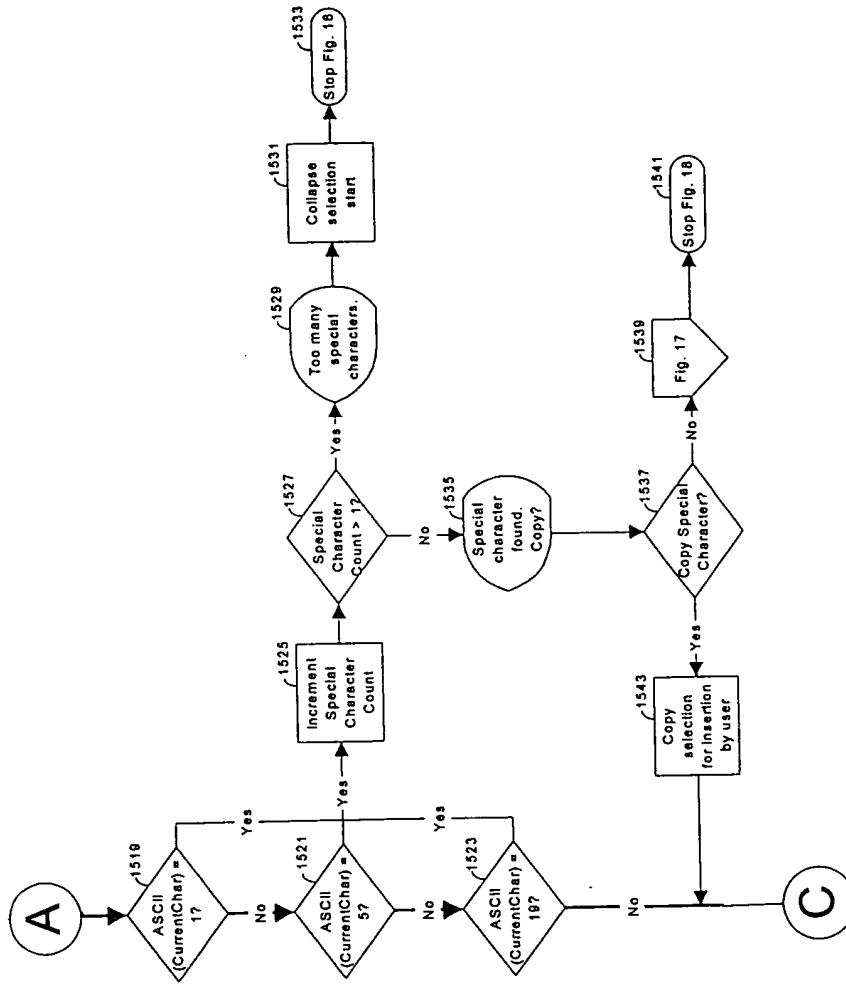 A
1519
ASCII
(CurrentChar) =
1?
No
Yes
1521
ASCII
(CurrentChar) =
5?
No
Yes
1523
ASCII
(CurrentChar) =
19?
Yes
No
C
1525
Increment
Special
Character
Count
1527
Special
Character
Count > 1?
Yes
No
1529
Too many
special
characters.
1531
Collapse
selection
start
1533
Stop Fig. 18
1535
Special
character
found.
Copy?
1537
Copy Special
Character?
Yes
No
1539
Fig. 17
1541
Stop Fig. 18
1543
Copy
selection
for insertion
by user